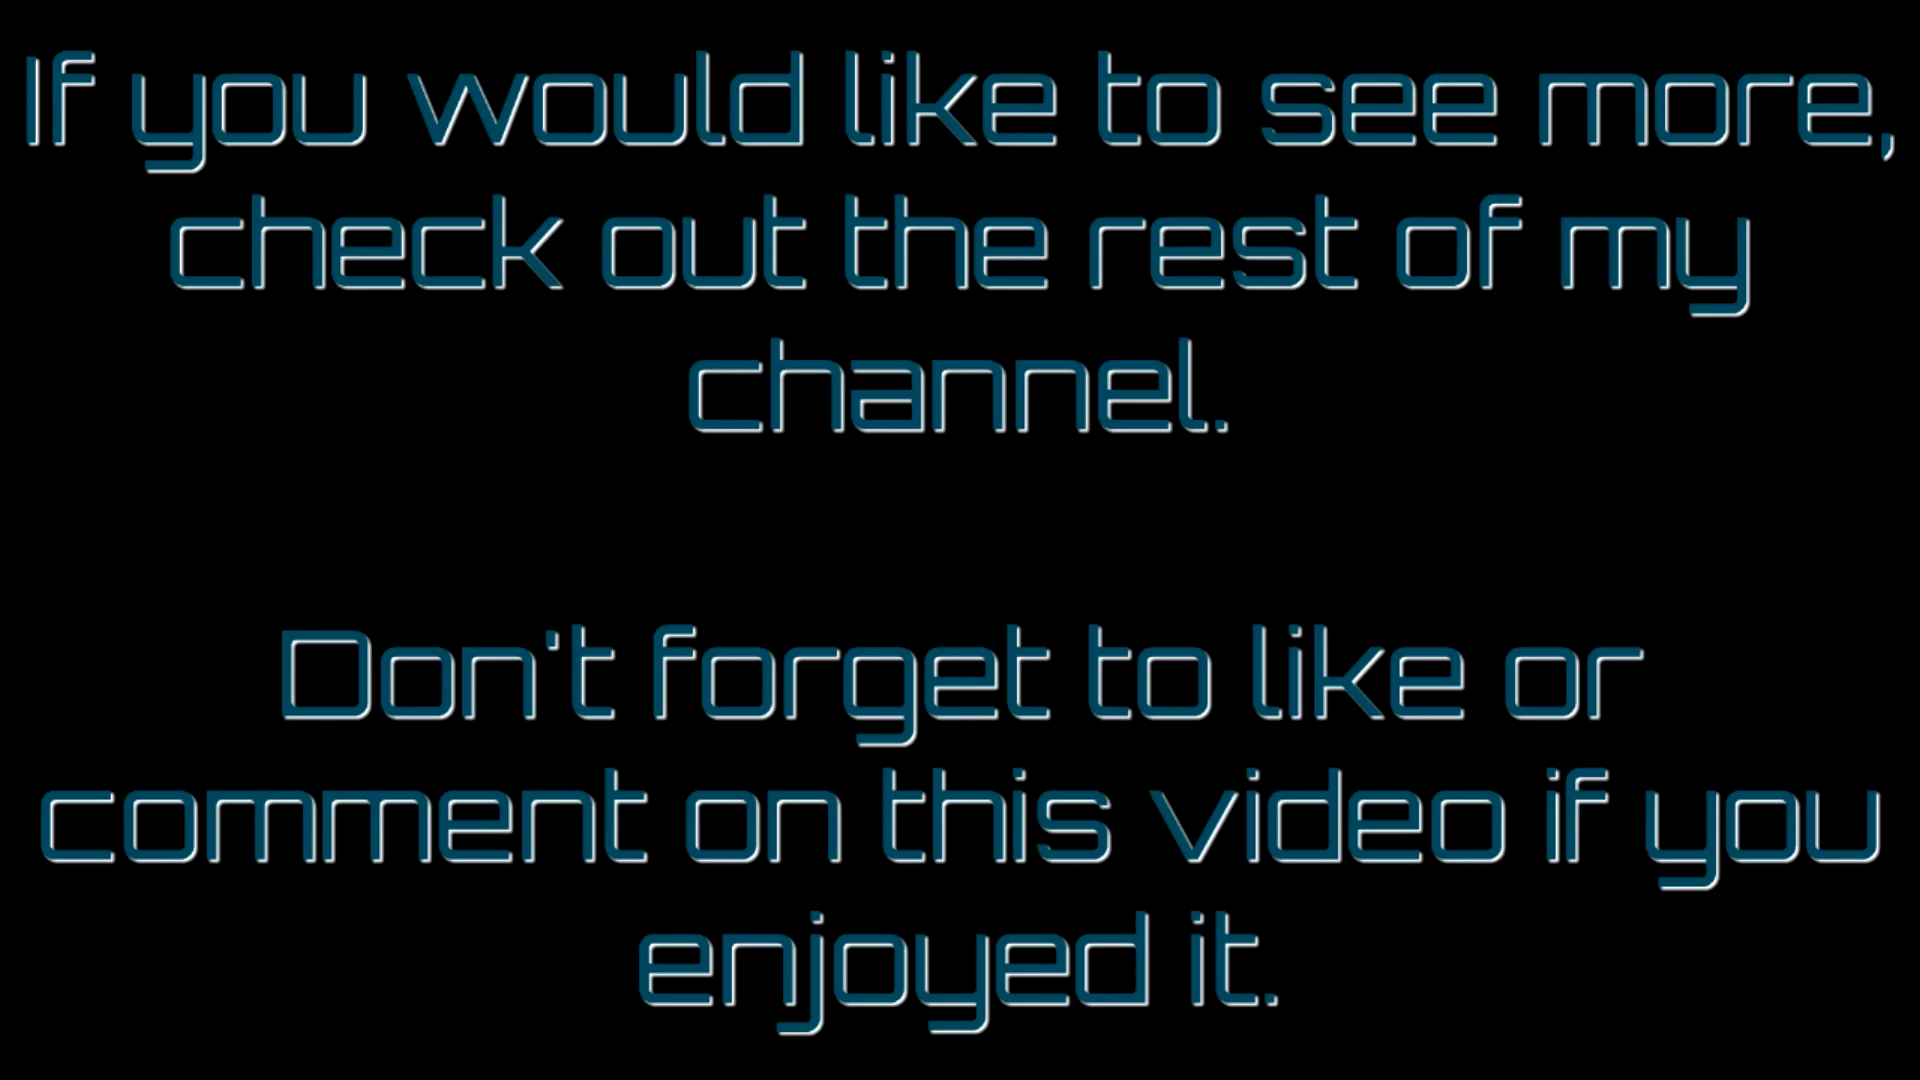 If you would like to see more,
check out the rest of my
channel.
Don't forget to like or
comment on this video if you
enjoyed it.